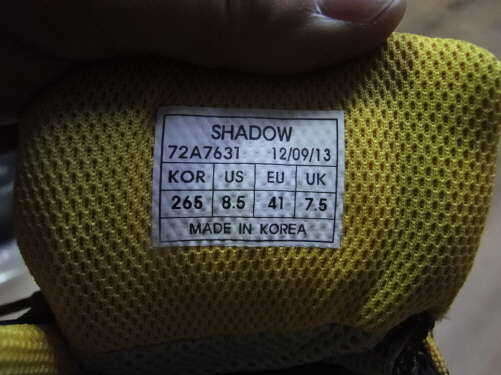 SHADOW
72A7631 12/09/13
KOR US EU UK
265 8.5 41 7.5
MADE IN KOREA